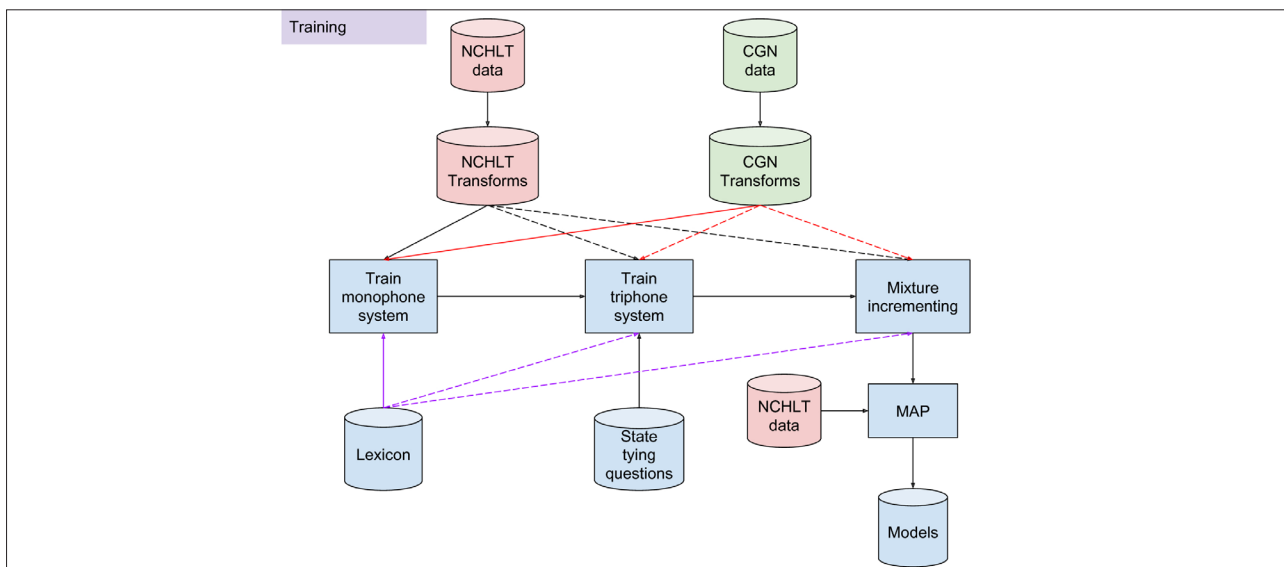 Training
NCHLT
data
CGN
data
NCHLT
Transforms
CGN
Transforms
Train
monophone
system
Train
triphone
system
Mixture
incrementing
NCHLT
data
MAP
Lexicon
State
tying
questions
Models